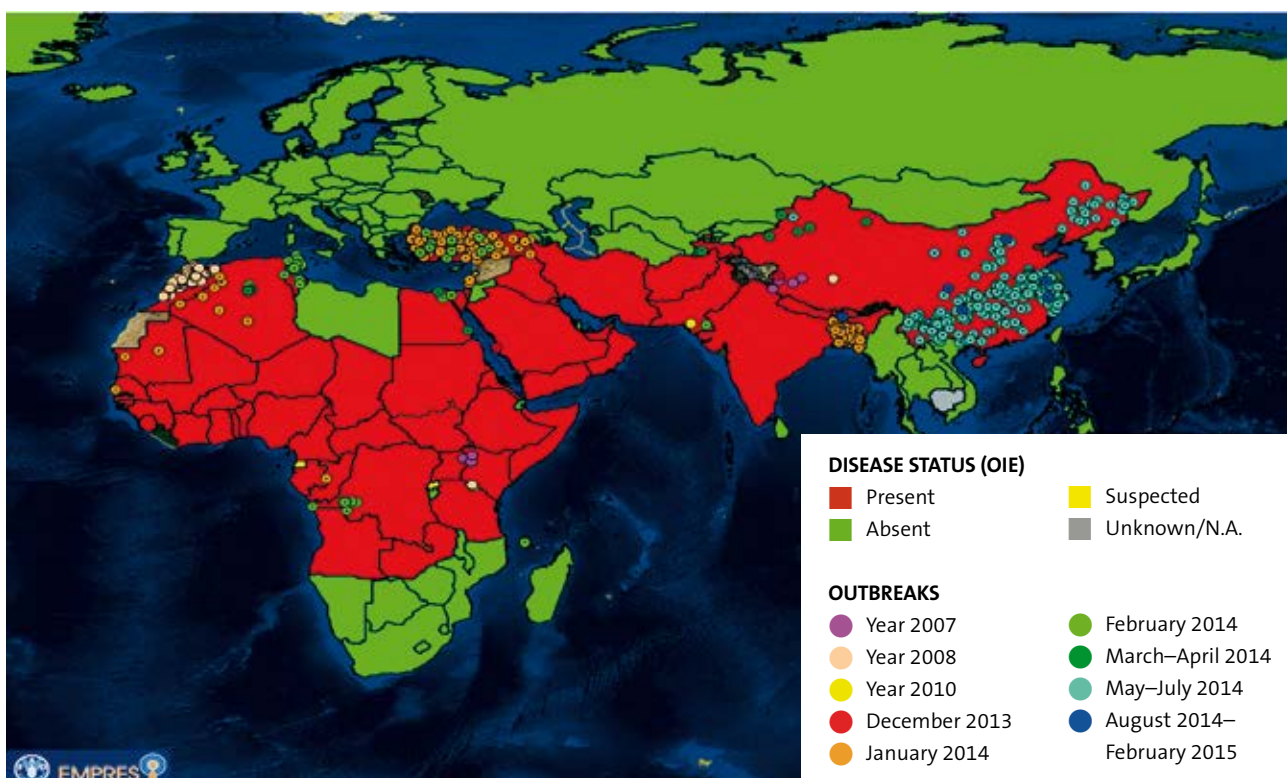 DISEASE STATUS (OIE)
Present
Absent
Suspected
Unknown/N.A.
OUTBREAKS
Year 2007
Year 2008
Year 2010
December 2013
January 2014
February 2014
March–April 2014
May–July 2014
August 2014–
February 2015
EMPRES